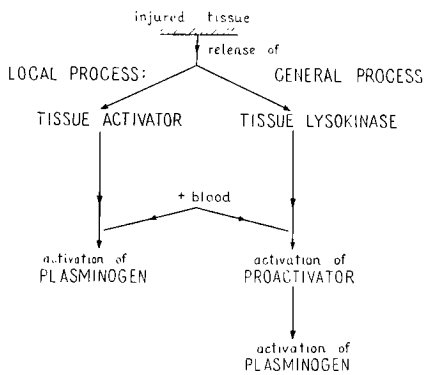 injured tissue
release of
LOCAL PROCESS:
GENERAL PROCESS
TISSUE ACTIVATOR
TISSUE LYSOKINASE
+ blood
activation of
PLASMINOGEN
activation of
PROACTIVATOR
activation of
PLASMINOGEN